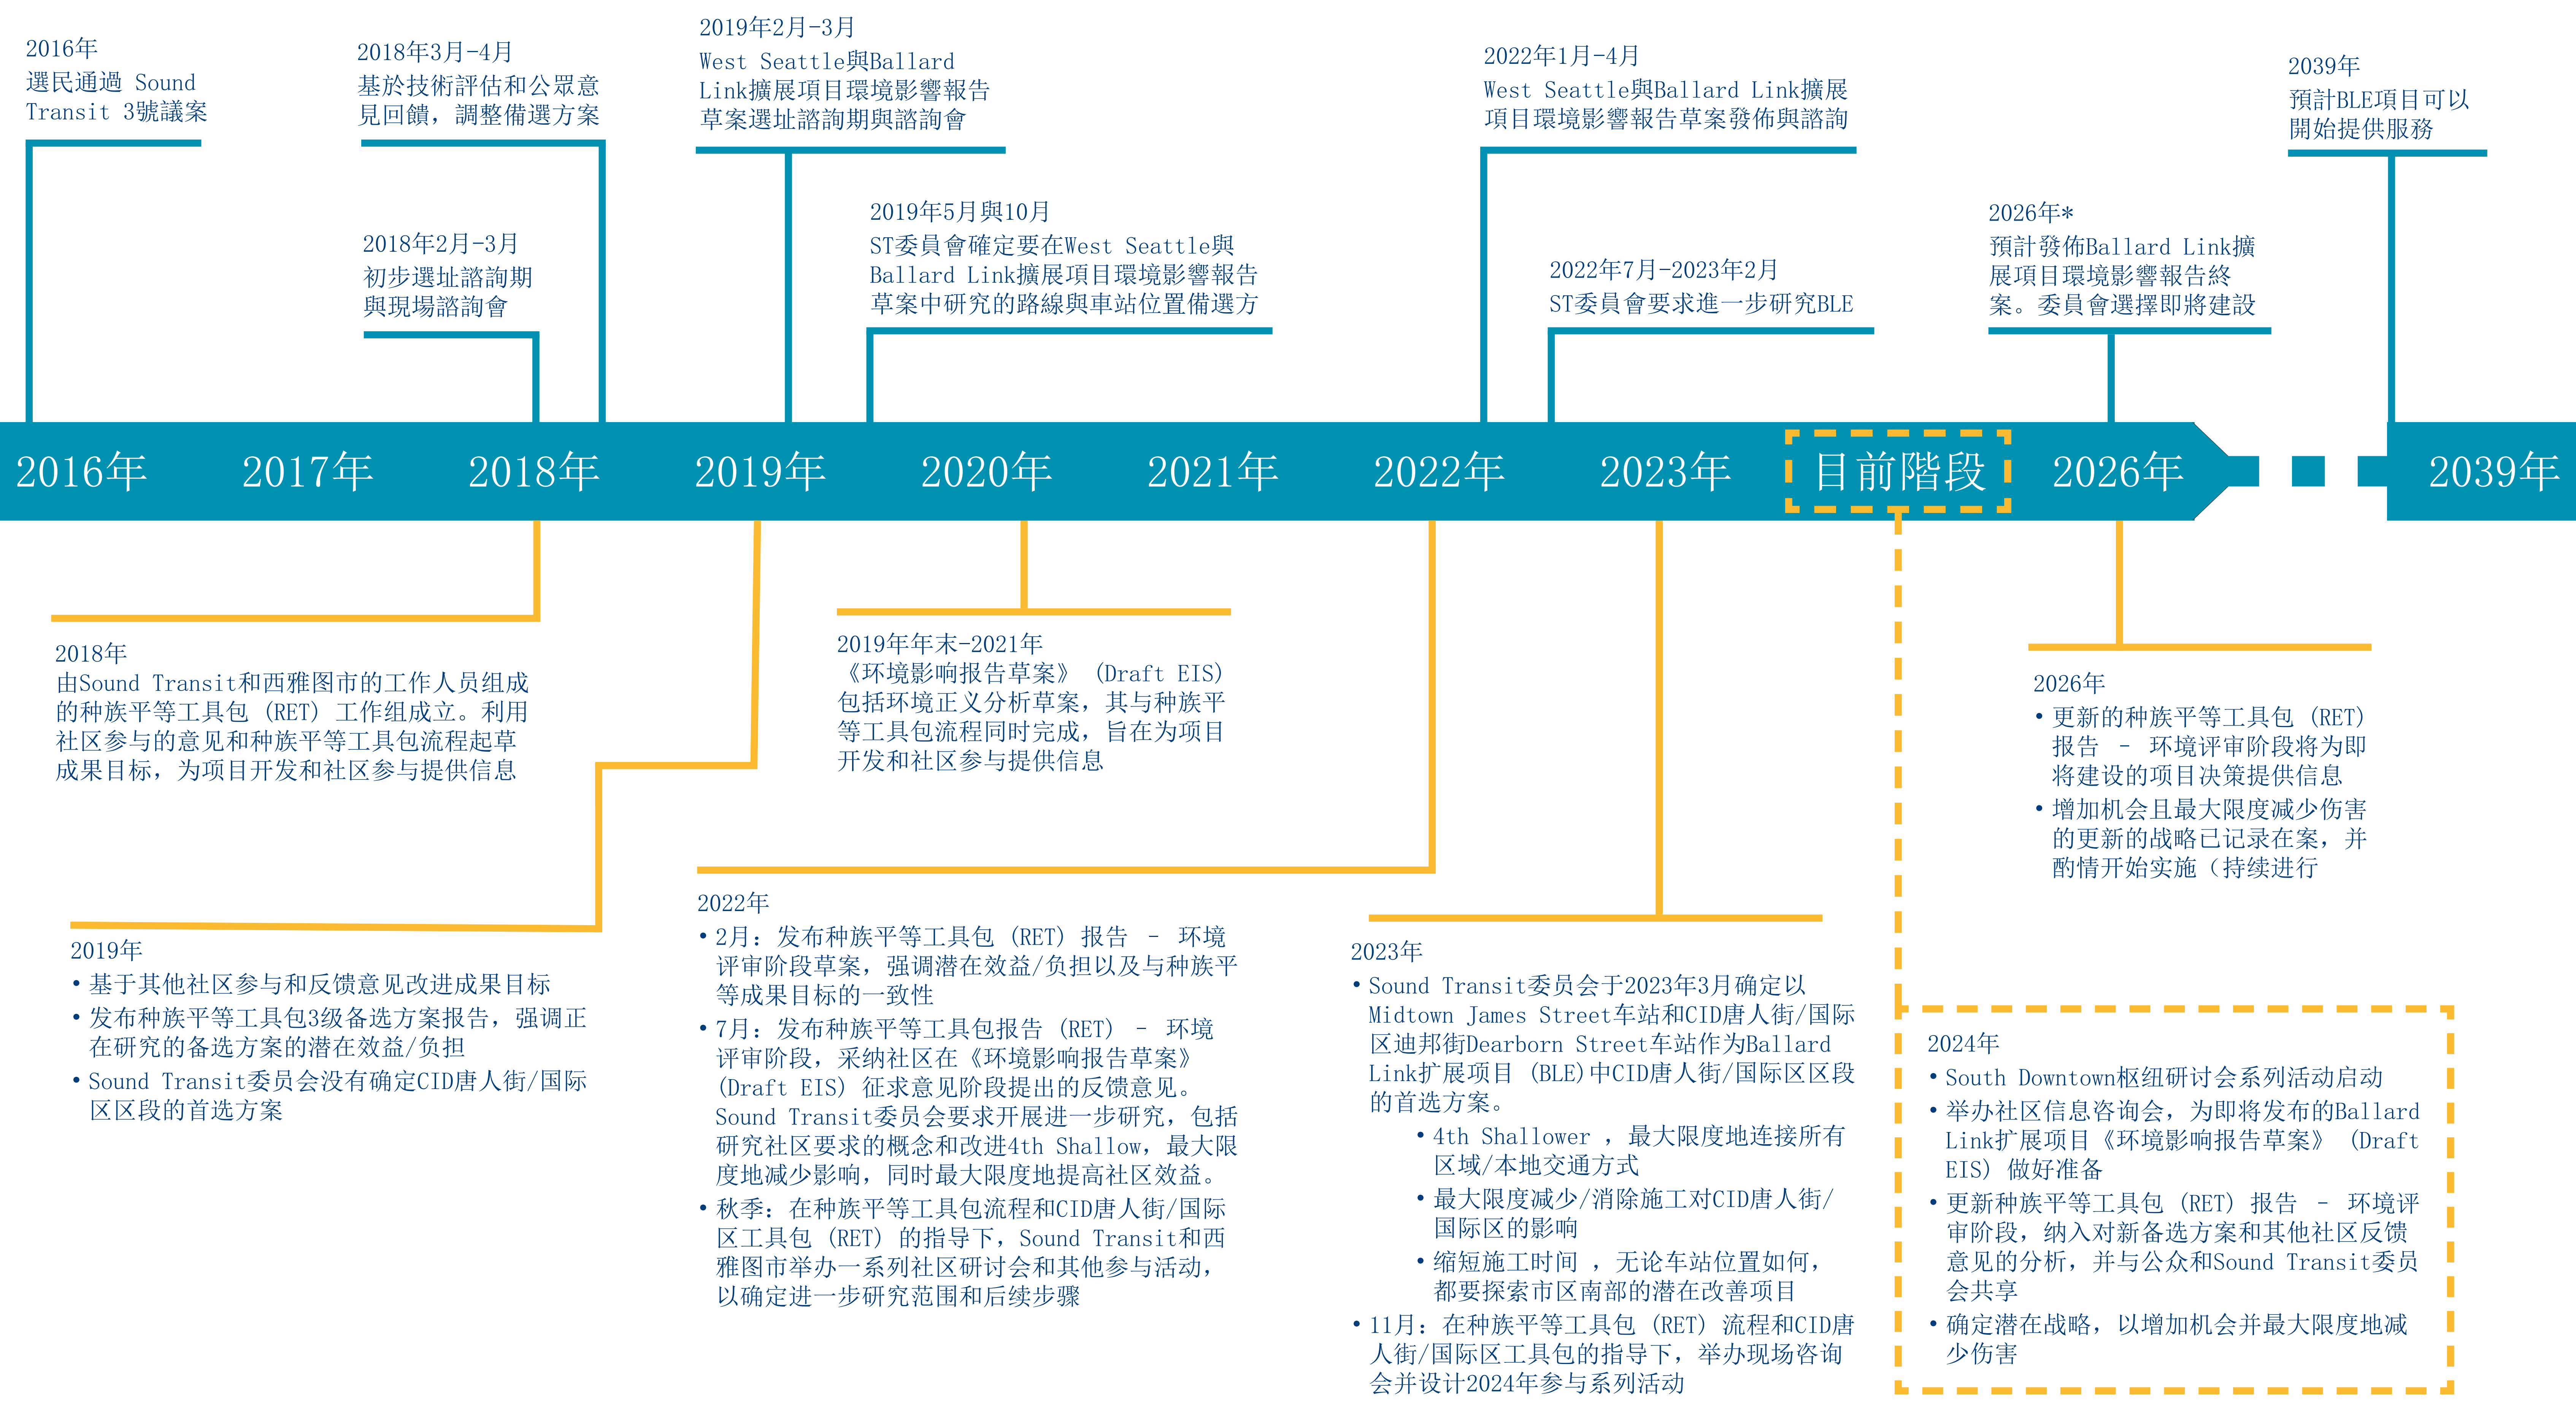 2016年
選民通過 Sound
Transit 3號議案
2018年3月-4月
基於技術評估和公眾意
見回饋，調整備選方案
2018年2月-3月
初步選址諮詢期
與現場諮詢會
2019年2月-3月
West Seattle與Ballard
Link擴展項目環境影響報告
草案選址諮詢期與諮詢會
2019年5月與10月
ST委員會確定要在West Seattle與
Ballard Link擴展項目環境影響報告
草案中研究的路線與車站位置備選方
2022年1月-4月
West Seattle與Ballard Link擴展
項目環境影響報告草案發佈與諮詢
2022年7月-2023年2月
ST委員會要求進一步研究BLE
2026年*
預計發佈Ballard Link擴
展項目環境影響報告終
案。委員會選擇即將建設
2039年
預計BLE項目可以
開始提供服務
2016年
2017年
2018年
2019年
2020年
2021年
2022年
2023年
目前階段
2026年
2039年
2018年
由Sound Transit和西雅图市的工作人员组成
的种族平等工具包 (RET) 工作组成立。利用
社区参与的意见和种族平等工具包流程起草
成果目标，为项目开发和社区参与提供信息
2019年
• 基于其他社区参与和反馈意见改进成果目标
• 发布种族平等工具包3级备选方案报告，强调正
在研究的备选方案的潜在效益/负担
• Sound Transit委员会没有确定CID唐人街/国际
区区段的首选方案
2019年年末-2021年
《环境影响报告草案》 (Draft EIS)
包括环境正义分析草案，其与种族平
等工具包流程同时完成，旨在为项目
开发和社区参与提供信息
2022年
• 2月：发布种族平等工具包 (RET) 报告 – 环境
评审阶段草案，强调潜在效益/负担以及与种族平
等成果目标的一致性
• 7月：发布种族平等工具包报告 (RET) – 环境
评审阶段，采纳社区在《环境影响报告草案》
(Draft EIS) 征求意见阶段提出的反馈意见。
Sound Transit委员会要求开展进一步研究，包括
研究社区要求的概念和改进4th Shallow，最大限
度地减少影响，同时最大限度地提高社区效益。
• 秋季：在种族平等工具包流程和CID唐人街/国际
区工具包 (RET) 的指导下，Sound Transit和西
雅图市举办一系列社区研讨会和其他参与活动，
以确定进一步研究范围和后续步骤
2023年
• Sound Transit委员会于2023年3月确定以
Midtown James Street车站和CID唐人街/国际
区迪邦街Dearborn Street车站作为Ballard
Link扩展项目 (BLE)中CID唐人街/国际区区段
的首选方案。
• 4th Shallower ，最大限度地连接所有
区域/本地交通方式
• 最大限度减少/消除施工对CID唐人街/
国际区的影响
• 缩短施工时间 ，无论车站位置如何，
都要探索市区南部的潜在改善项目
• 11月：在种族平等工具包 (RET) 流程和CID唐
人街/国际区工具包的指导下，举办现场咨询
会并设计2024年参与系列活动
2026年
• 更新的种族平等工具包 (RET)
报告 – 环境评审阶段将为即
将建设的项目决策提供信息
• 增加机会且最大限度减少伤害
的更新的战略已记录在案，并
酌情开始实施（持续进行
2024年
• South Downtown枢纽研讨会系列活动启动
• 举办社区信息咨询会，为即将发布的Ballard
Link扩展项目《环境影响报告草案》 (Draft
EIS) 做好准备
• 更新种族平等工具包 (RET) 报告 – 环境评
审阶段，纳入对新备选方案和其他社区反馈
意见的分析，并与公众和Sound Transit委员
会共享
• 确定潜在战略，以增加机会并最大限度地减
少伤害